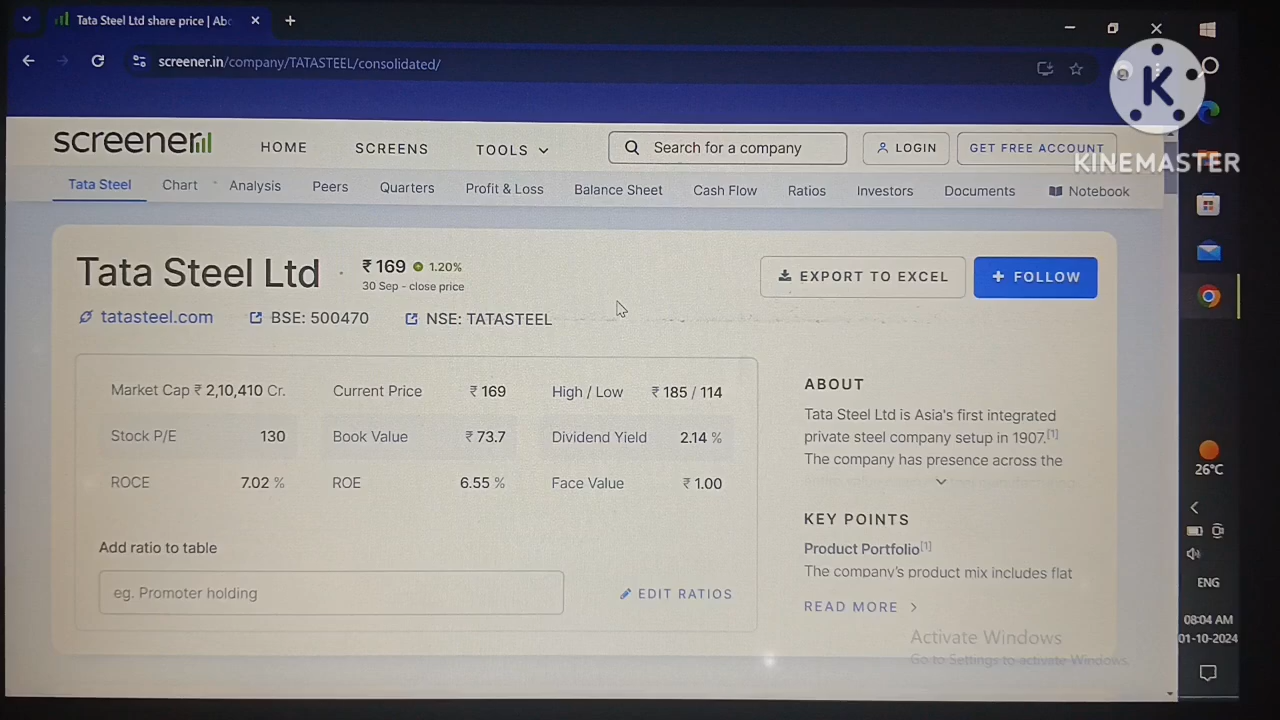 Tata Steel Ltd share price | Abo
screener.in/company/TATASTEEL/consolidated/
K
KINEMASTER
screener
HOME
SCREENS
TOOLS
Search for a company
LOGIN
GET FREE ACCOUNT
Tata Steel
Chart
Analysis
Peers
Quarters
Profit & Loss
Balance Sheet
Cash Flow
Ratios
Investors
Documents
Notebook
Tata Steel Ltd
₹ 169 1.20%
30 Sep - close price
EXPORT TO EXCEL
+ FOLLOW
tatasteel.com
BSE: 500470
NSE: TATASTEEL
Market Cap ₹ 2,10,410 Cr.
Current Price ₹ 169
High / Low ₹ 185 / 114
Stock P/E 130
Book Value ₹ 73.7
Dividend Yield 2.14 %
ROCE 7.02 %
ROE 6.55 %
Face Value ₹ 1.00
Add ratio to table
eg. Promoter holding
EDIT RATIOS
ABOUT
Tata Steel Ltd is Asia's first integrated
private steel company setup in 1907.[1]
The company has presence across the
KEY POINTS
Product Portfolio[1]
The company's product mix includes flat
READ MORE
Activate Windows
Go to Settings to activate Windows.
26°C
ENG
08:04 AM
01-10-2024